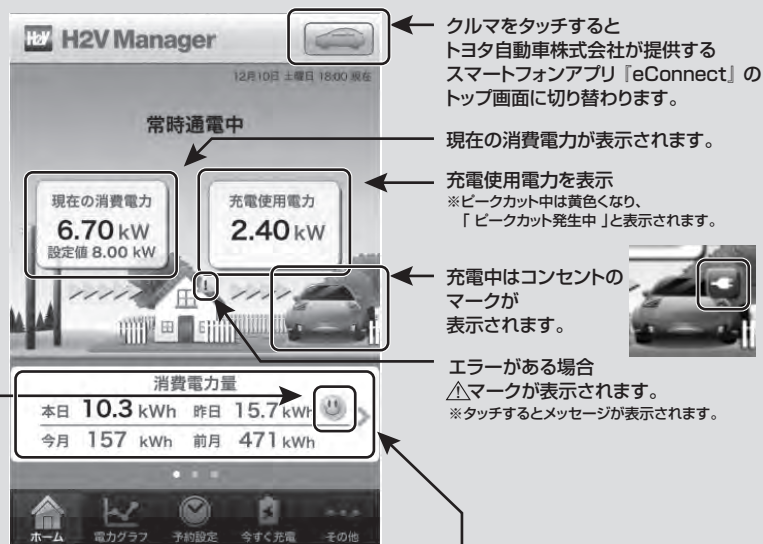 H2V H2V Manager
12月10日 土曜日 18:00 現在
常時通電中
現在の消費電力
6.70 kW
設定値 8.00 kW
充電使用電力
2.40 kW
消費電力量
本日 10.3 kWh 昨日 15.7 kWh
今月 157 kWh 前月 471 kWh
ホーム 電力グラフ 予約設定 今すぐ充電 その他
クルマをタッチすると
トヨタ自動車株式会社が提供する
スマートフォンアプリ『eConnect』の
トップ画面に切り替わります。
現在の消費電力が表示されます。
充電使用電力を表示
※ピークカット中は黄色くなり、
「 ピークカット発生中 」と表示されます。
充電中はコンセントの
マークが
表示されます。
エラーがある場合
⚠マークが表示されます。
※タッチするとメッセージが表示されます。